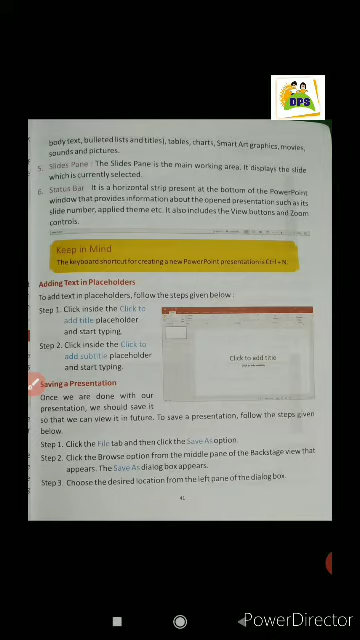 DPS
body text, bulleted lists and titles), tables, charts, Smart Art graphics, movies,
sounds and pictures.
5. Slides Pane : The Slides Pane is the main working area. It displays the slide
which is currently selected.
6. Status Bar : It is a horizontal strip present at the bottom of the PowerPoint
window that provides information about the opened presentation such as its
slide number, applied theme etc. It also includes the View buttons and Zoom
controls.
Keep in Mind
The keyboard shortcut for creating a new PowerPoint presentation is Ctrl + N.
Adding Text in Placeholders
To add text in placeholders, follow the steps given below :
Step 1. Click inside the Click to
add title placeholder
and start typing.
Step 2. Click inside the Click to
add subtitle placeholder
and start typing.
Click to add title
Saving a Presentation
Once we are done with our
presentation, we should save it
so that we can view it in future. To save a presentation, follow the steps given
below.
Step 1. Click the File tab and then click the Save As option.
Step 2. Click the Browse option from the middle pane of the Backstage view that
appears. The Save As dialog box appears.
Step 3. Choose the desired location from the left pane of the dialog box.
41
PowerDirector